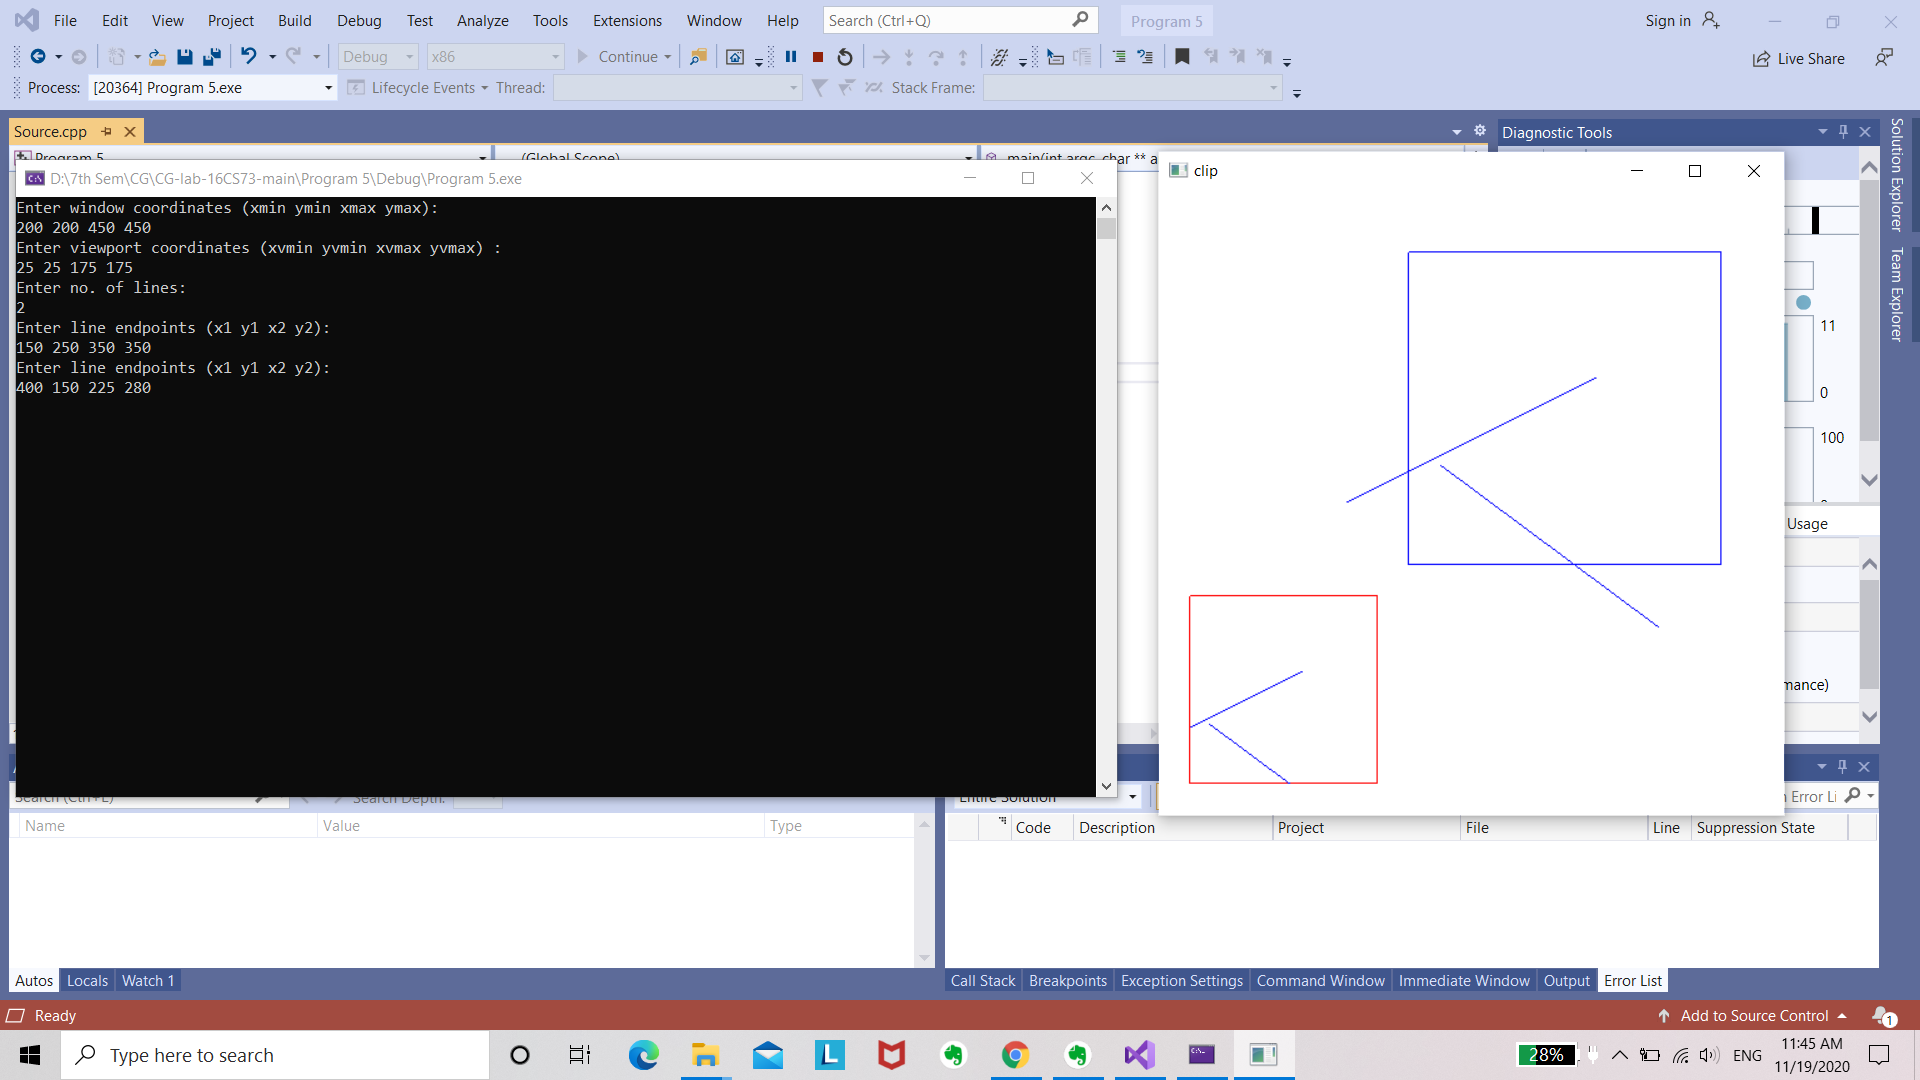 File Edit View Project Build Debug Test Analyze Tools Extensions Window Help Search (Ctrl+Q) Program 5 Sign in
Debug x86 Continue Live Share
Process: [20364] Program 5.exe Lifecycle Events Thread: Stack Frame:
Source.cpp Diagnostic Tools
Program 5 (Global Scope) main(int argc, char ** a
D:\7th Sem\CG\CG-lab-16CS73-main\Program 5\Debug\Program 5.exe
clip
Enter window coordinates (xmin ymin xmax ymax):
200 200 450 450
Enter viewport coordinates (xvmin yvmin xvmax yvmax) :
25 25 175 175
Enter no. of lines:
2
Enter line endpoints (x1 y1 x2 y2):
150 250 350 350
Enter line endpoints (x1 y1 x2 y2):
400 150 225 280
11
0
100
Usage
mance)
Solution Explorer
Team Explorer
Search (Ctrl+E) Search Depth: Entire Solution Error Li
Name Value Type
Code Description Project File Line Suppression State
Autos Locals Watch 1
Call Stack Breakpoints Exception Settings Command Window Immediate Window Output Error List
Ready Add to Source Control 1
Type here to search 28% ENG 11:45 AM
11/19/2020